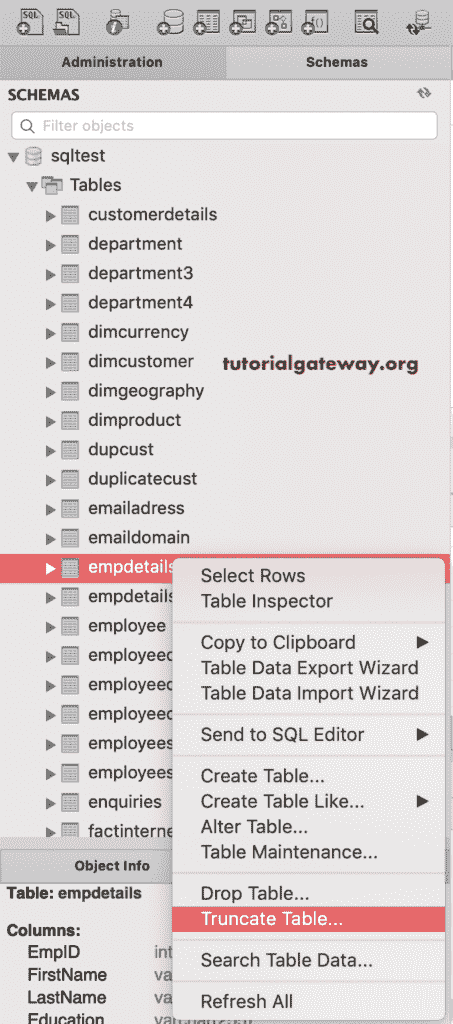 SQL SQL
Administration Schemas
SCHEMAS
Filter objects
sqltest
Tables
customerdetails
department
department3
department4
dimcurrency
dimcustomer
tutorialgateway.org
dimgeography
dimproduct
dupcust
duplicatecust
emailadress
emaildomain
empdetails
empdetails
employee
employeed
employeed
employeed
employees
employees
enquiries
factinterne
Select Rows
Table Inspector
Copy to Clipboard
Table Data Export Wizard
Table Data Import Wizard
Send to SQL Editor
Create Table...
Create Table Like...
Alter Table...
Table Maintenance...
Drop Table...
Truncate Table...
Search Table Data...
Refresh All
Object Info
Table: empdetails
Columns:
EmpID int
FirstName va
LastName va
Education